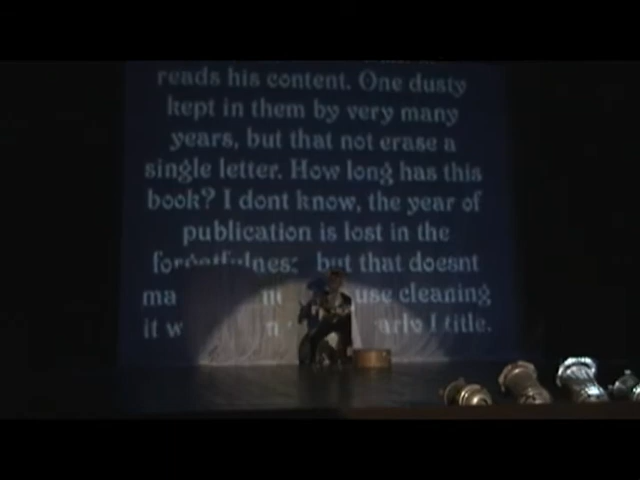 reads his content. One dusty
kept in them by very many
years, but that not erase a
single letter. How long has this
book? I dont know, the year of
publication is lost in the
but that doesnt
cleaning
it I title.